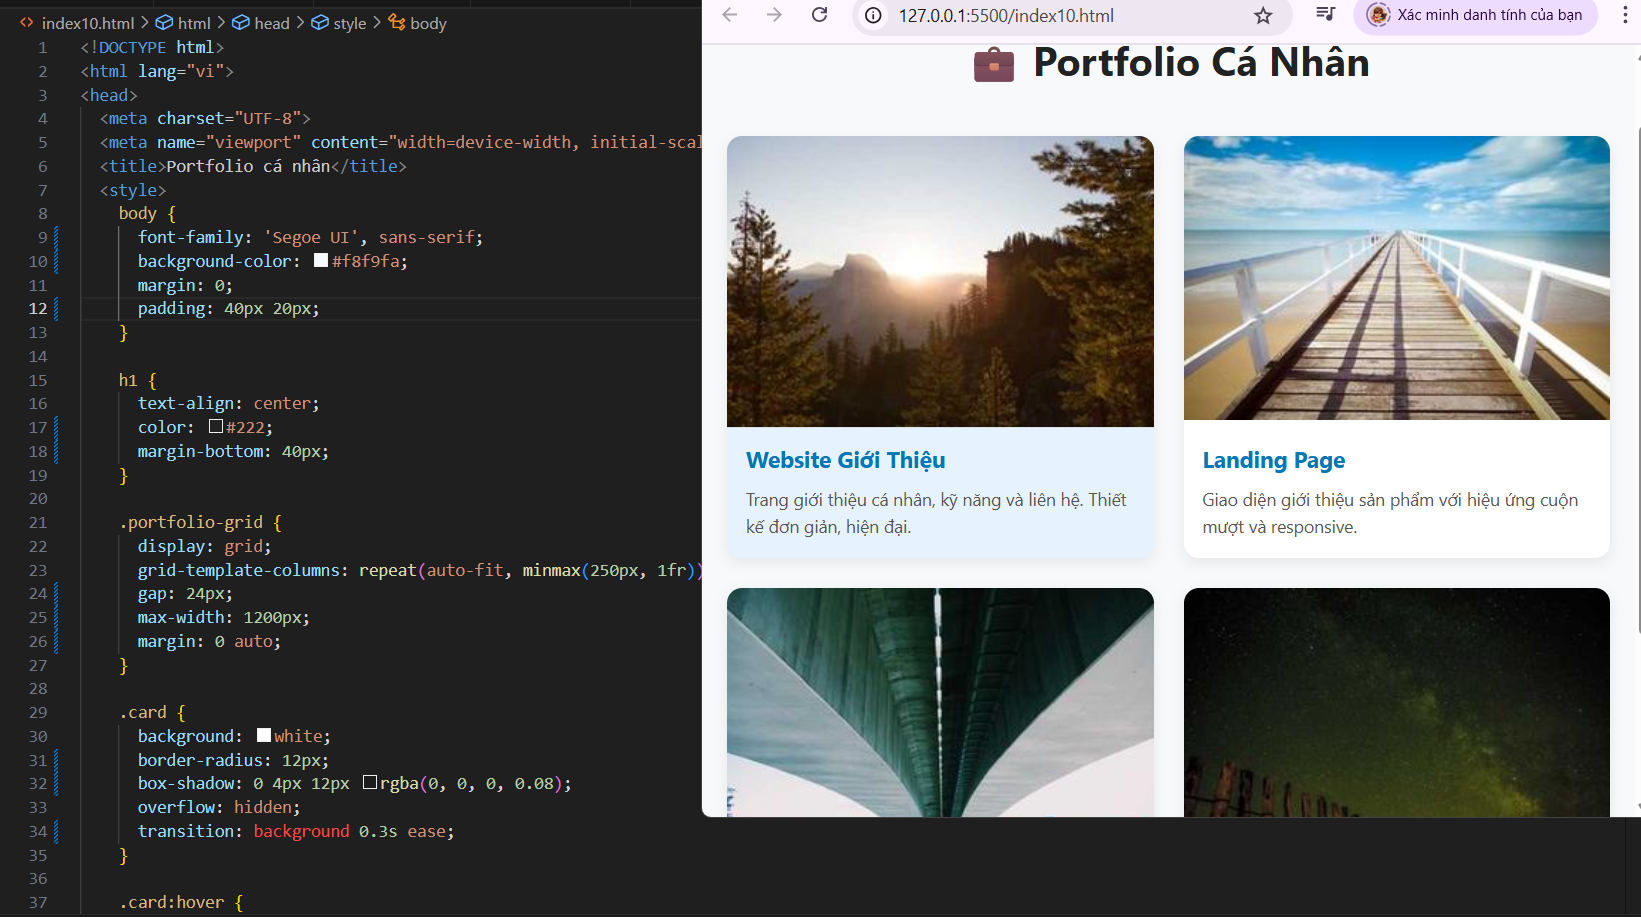 index10.html > html > head > style > body
1 <!DOCTYPE html>
2 <html lang="vi">
3 <head>
4 <meta charset="UTF-8">
5 <meta name="viewport" content="width=device-width, initial-scal
6 <title>Portfolio cá nhân</title>
7 <style>
8 body {
9 font-family: 'Segoe UI', sans-serif;
10 background-color: #f8f9fa;
11 margin: 0;
12 padding: 40px 20px;
13 }
14
15 h1 {
16 text-align: center;
17 color: #222;
18 margin-bottom: 40px;
19 }
20
21 .portfolio-grid {
22 display: grid;
23 grid-template-columns: repeat(auto-fit, minmax(250px, 1fr))
24 gap: 24px;
25 max-width: 1200px;
26 margin: 0 auto;
27 }
28
29 .card {
30 background: white;
31 border-radius: 12px;
32 box-shadow: 0 4px 12px rgba(0, 0, 0, 0.08);
33 overflow: hidden;
34 transition: background 0.3s ease;
35 }
36
37 .card:hover {
127.0.0.1:5500/index10.html
Xác minh danh tính của bạn
Portfolio Cá Nhân
Website Giới Thiệu
Trang giới thiệu cá nhân, kỹ năng và liên hệ. Thiết
kế đơn giản, hiện đại.
Landing Page
Giao diện giới thiệu sản phẩm với hiệu ứng cuộn
mượt và responsive.